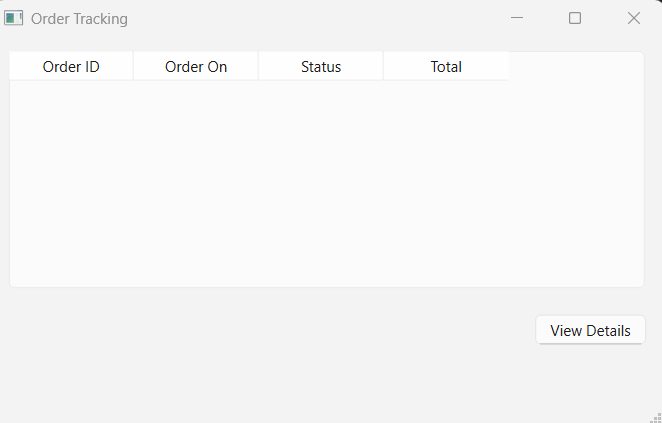 Order Tracking
Order ID Order On Status Total
View Details